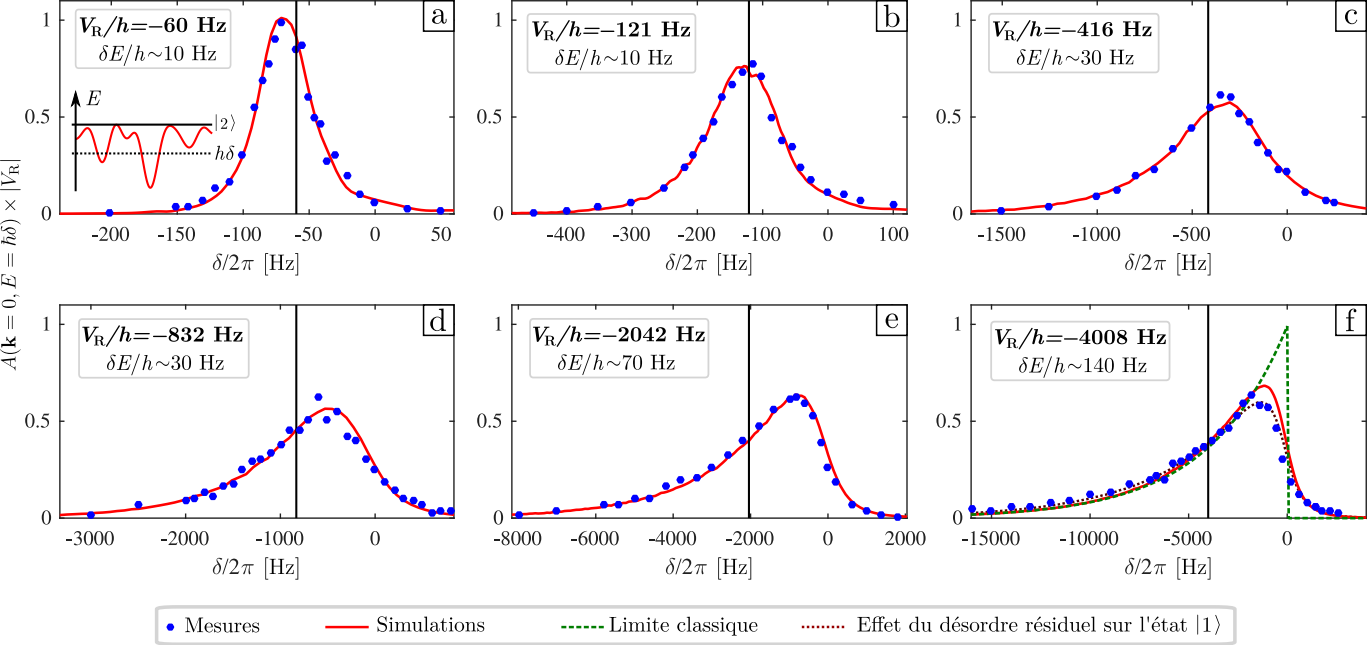 A(k = 0, E = ℏδ) × |V_R|
a
V_R/h=−60 Hz
δE/h∼10 Hz
E
|2⟩
hδ
1
0.5
0
-200 -150 -100 -50 0 50
δ/2π [Hz]
b
V_R/h=−121 Hz
δE/h∼10 Hz
1
0.5
0
-400 -300 -200 -100 0 100
δ/2π [Hz]
c
V_R/h=−416 Hz
δE/h∼30 Hz
1
0.5
0
-1500 -1000 -500 0
δ/2π [Hz]
d
V_R/h=−832 Hz
δE/h∼30 Hz
1
0.5
0
-3000 -2000 -1000 0
δ/2π [Hz]
e
V_R/h=−2042 Hz
δE/h∼70 Hz
1
0.5
0
-8000 -6000 -4000 -2000 0 2000
δ/2π [Hz]
f
V_R/h=−4008 Hz
δE/h∼140 Hz
1
0.5
0
-15000 -10000 -5000 0
δ/2π [Hz]
Mesures Simulations Limite classique Effet du désordre résiduel sur l'état |1⟩